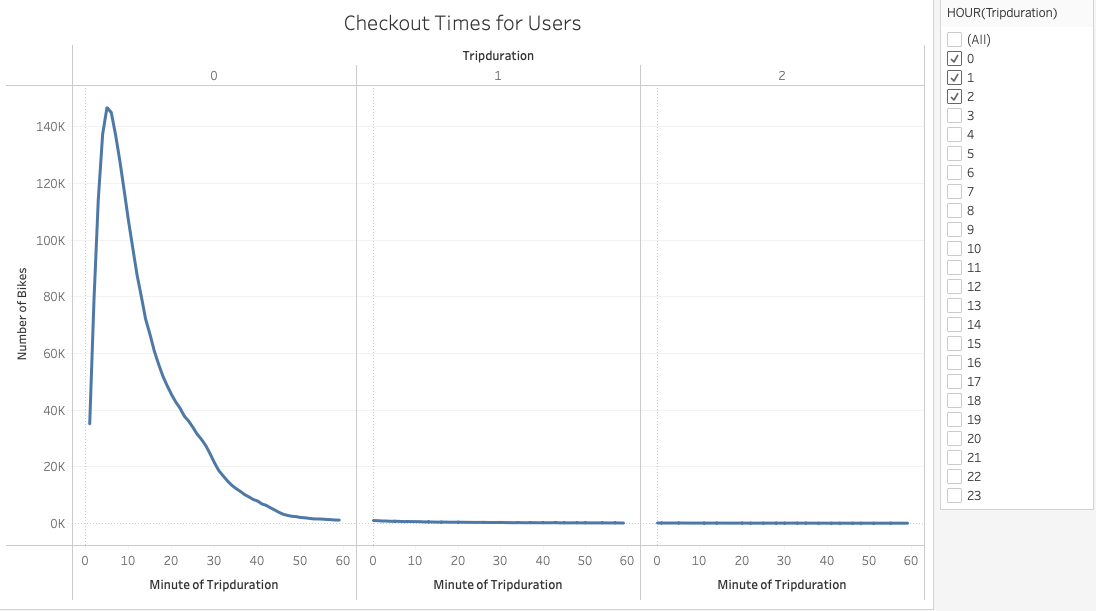 Checkout Times for Users
Tripduration
0 1 2
140K
120K
100K
80K
60K
40K
20K
0K
Number of Bikes
0 10 20 30 40 50 60 0 10 20 30 40 50 60 0 10 20 30 40 50 60
Minute of Tripduration Minute of Tripduration Minute of Tripduration
HOUR(Tripduration)
(All)
0
1
2
3
4
5
6
7
8
9
10
11
12
13
14
15
16
17
18
19
20
21
22
23